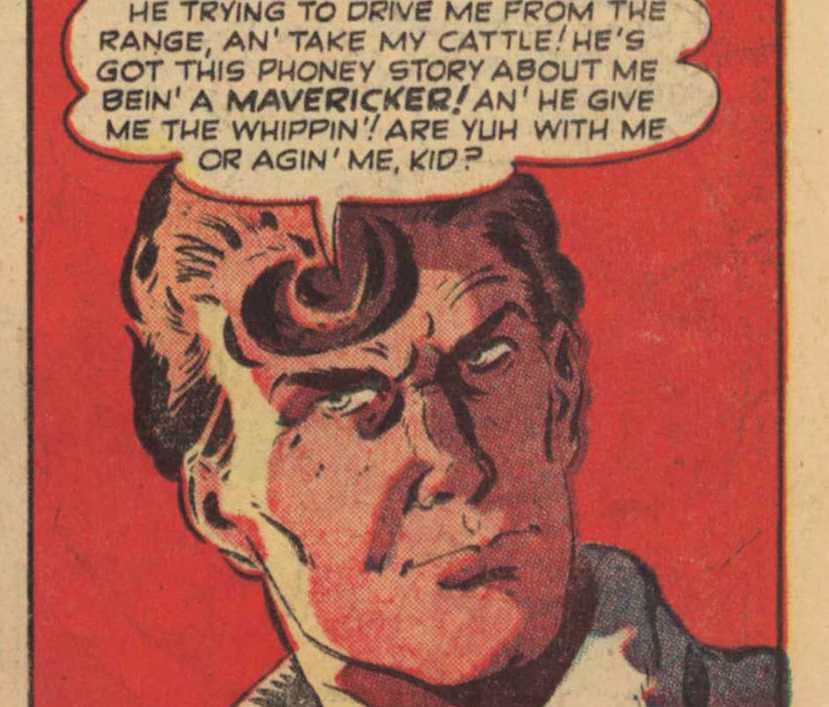 HE TRYING TO DRIVE ME FROM THE
RANGE, AN' TAKE MY CATTLE! HE'S
GOT THIS PHONEY STORY ABOUT ME
BEIN' A MAVERICKER! AN' HE GIVE
ME THE WHIPPIN'! ARE YUH WITH ME
OR AGIN' ME, KID?